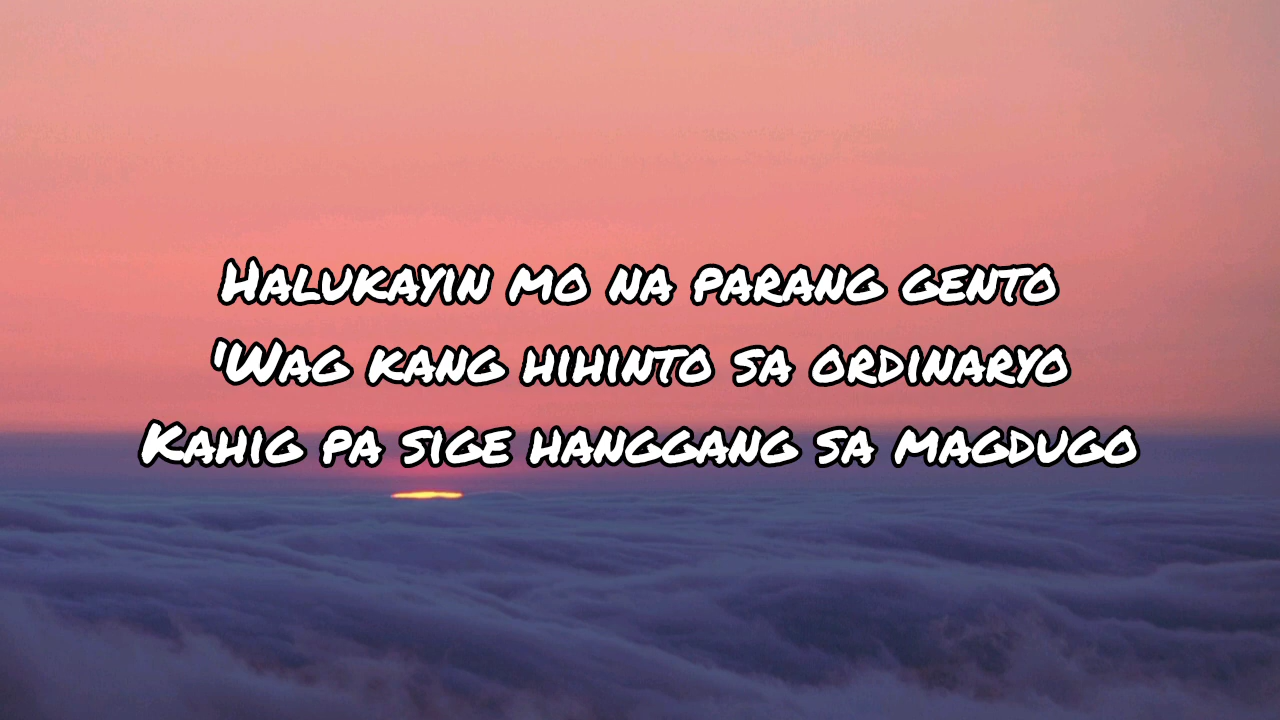 Halukayin mo na parang gento
'Wag kang hihinto sa ordinaryo
Kahig pa sige hanggang sa magdugo